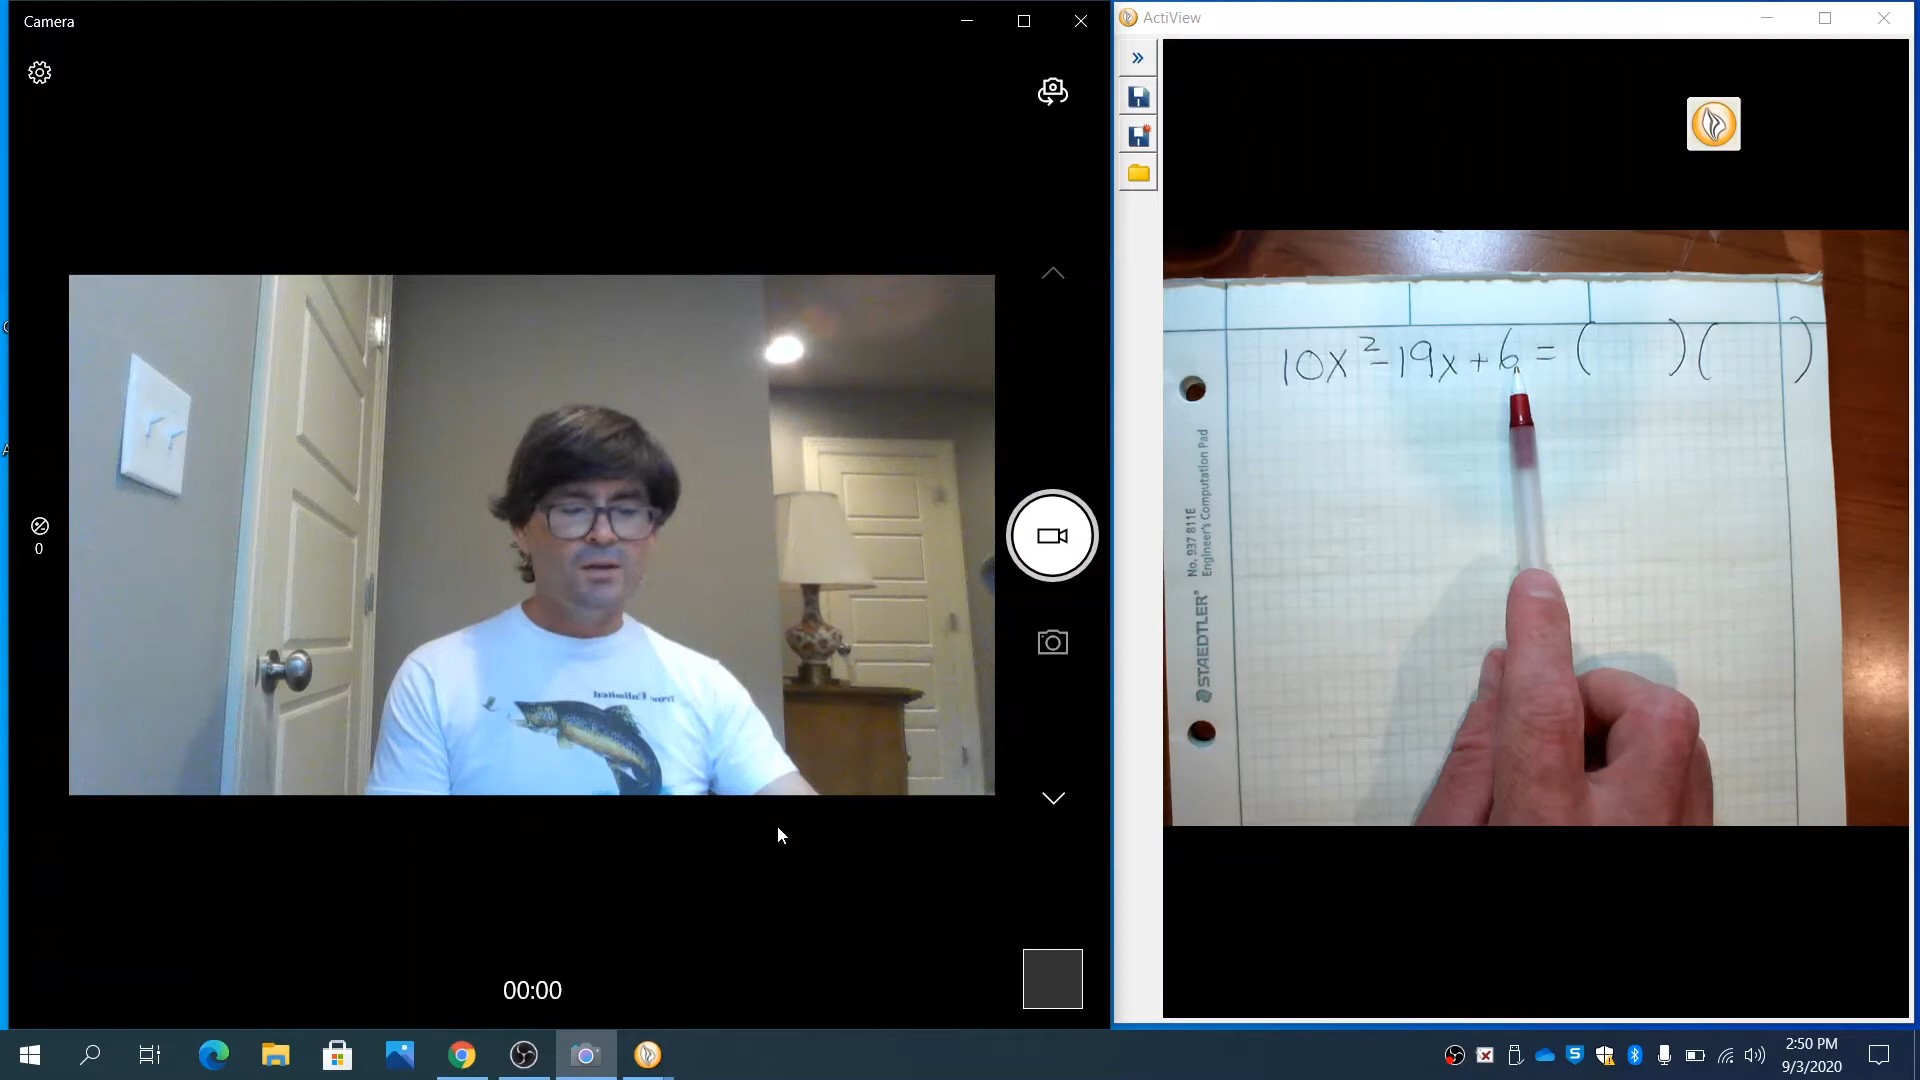 Camera
ActiView
10x²-19x+6=( )( )
No. 937 811E
Engineer's Computation Pad
STAEDTLER
0
00:00
2:50 PM
9/3/2020